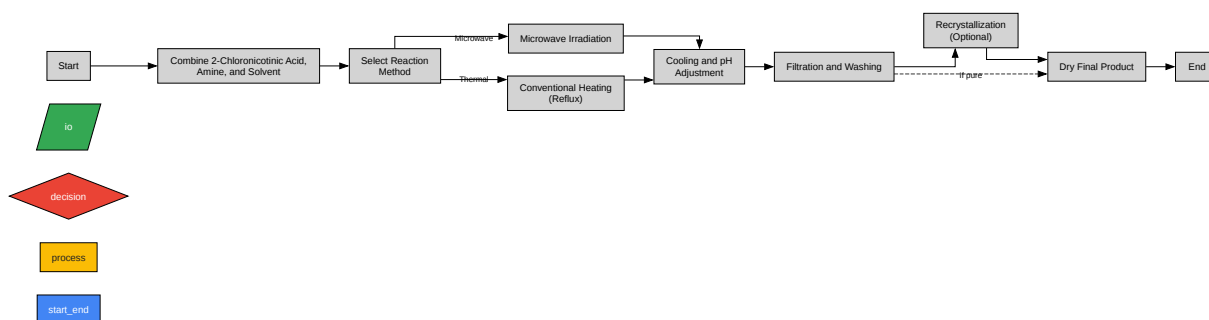 Start
Combine 2-Chloronicotinic Acid,
Amine, and Solvent
Select Reaction
Method
Microwave
Thermal
Microwave Irradiation
Conventional Heating
(Reflux)
Cooling and pH
Adjustment
Filtration and Washing
Recrystallization
(Optional)
If pure
Dry Final Product
End
io
decision
process
start_end